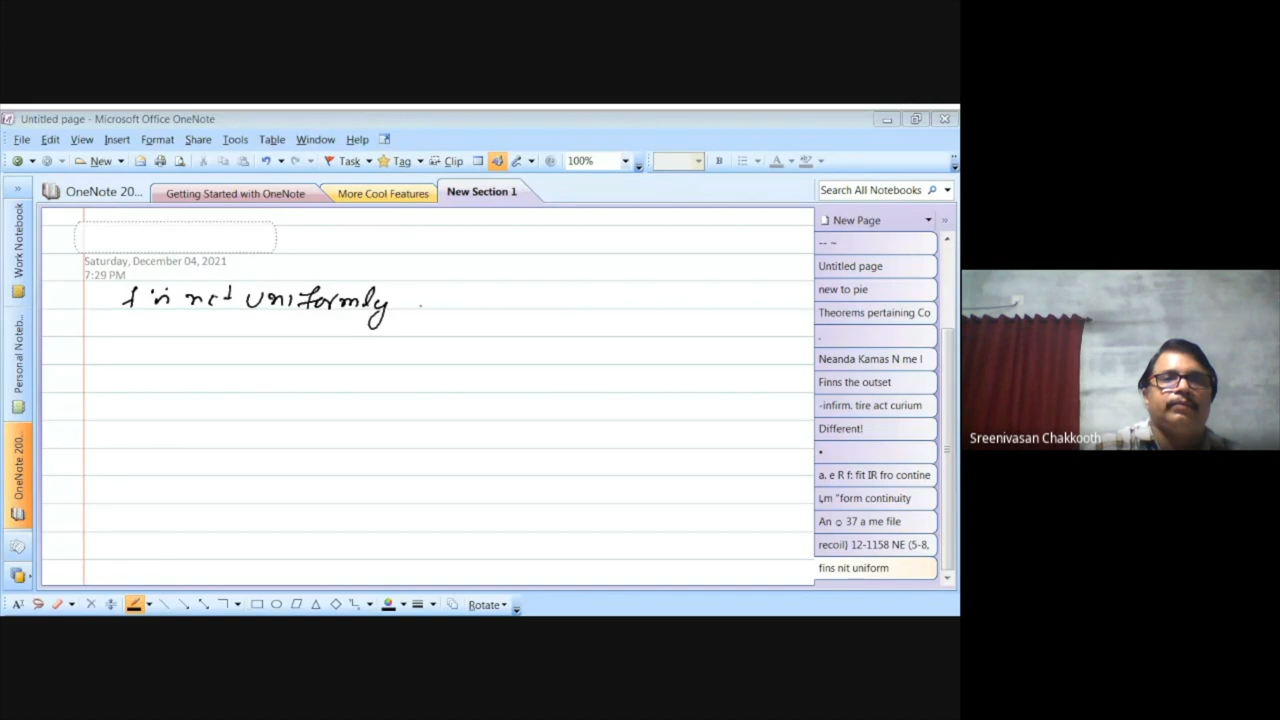 Untitled page - Microsoft Office OneNote
File Edit View Insert Format Share Tools Table Window Help
New Task Tag Clip 100% B A
OneNote 20... Getting Started with OneNote More Cool Features New Section 1 Search All Notebooks
Work Notebook
Personal Noteb...
OneNote 200...
Saturday, December 04, 2021
7:29 PM
f is not uniformly
New Page
-- ~
Untitled page
new to pie
Theorems pertaining Co
.
Neanda Kamas N me l
Finns the outset
-infirm. tire act curium
Different!
•
a. e R f: fit IR fro contine
Lm "form continuity
An ☺ 37 a me file
recoil) 12-1158 NE (5-8,
fins nit uniform
Rotate
Sreenivasan Chakkooth